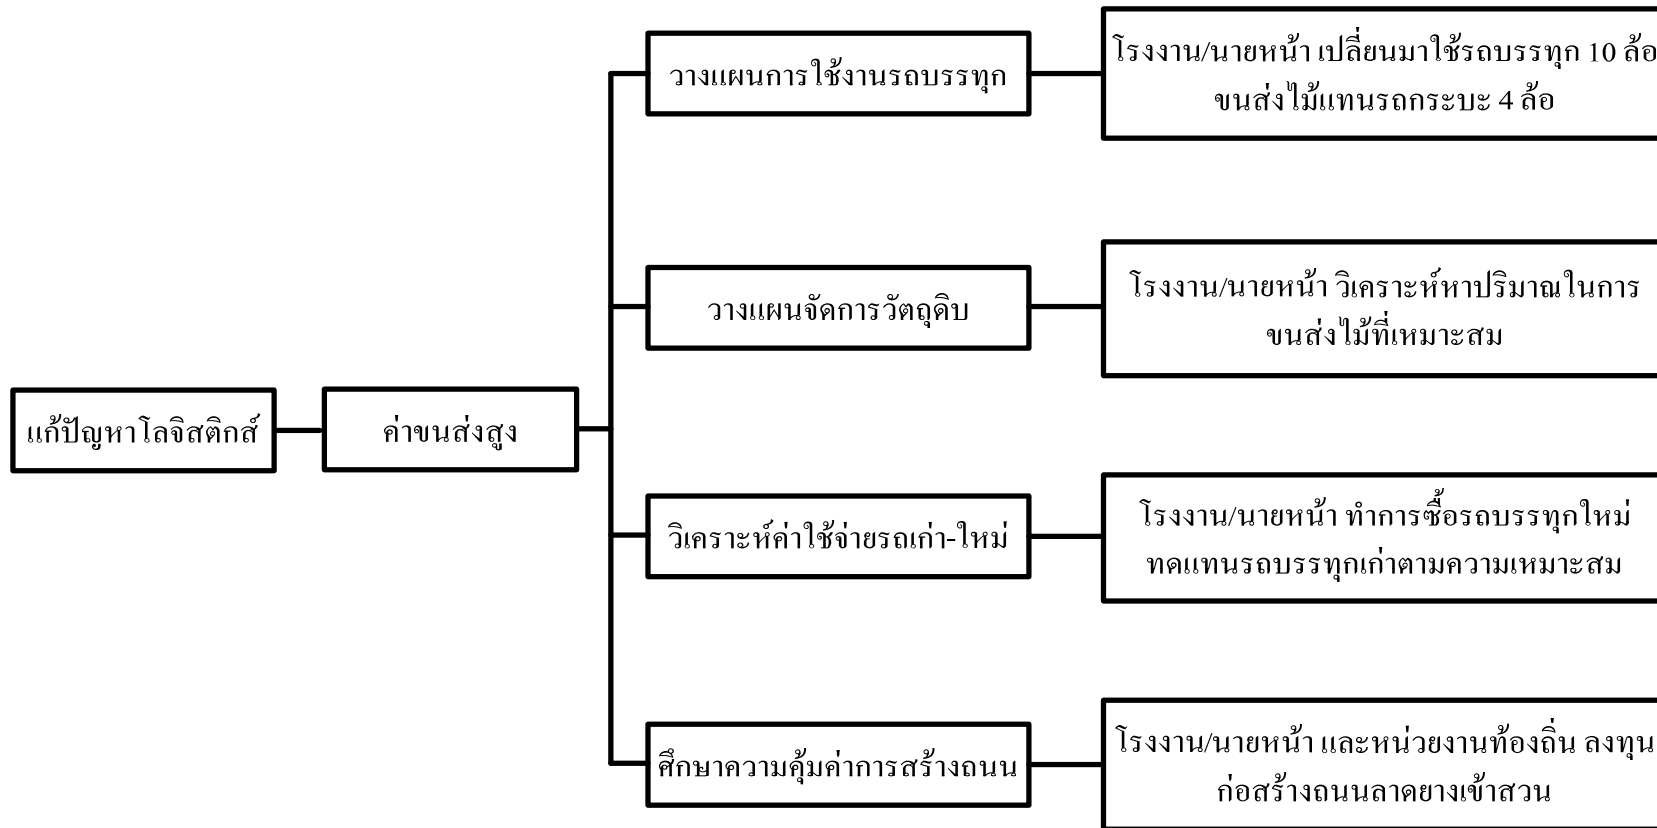 แก้ปัญหาโลจิสติกส์
ค่าขนส่งสูง
วางแผนการใช้งานรถบรรทุก
โรงงาน/นายหน้า เปลี่ยนมาใช้รถบรรทุก 10 ล้อ
ขนส่งไม้แทนรถกระบะ 4 ล้อ
วางแผนจัดการวัตถุดิบ
โรงงาน/นายหน้า วิเคราะห์หาปริมาณในการ
ขนส่งไม้ที่เหมาะสม
วิเคราะห์ค่าใช้จ่ายรถเก่า-ใหม่
โรงงาน/นายหน้า ทำการซื้อรถบรรทุกใหม่
ทดแทนรถบรรทุกเก่าตามความเหมาะสม
ศึกษาความคุ้มค่าการสร้างถนน
โรงงาน/นายหน้า และหน่วยงานท้องถิ่น ลงทุน
ก่อสร้างถนนลาดยางเข้าสวน